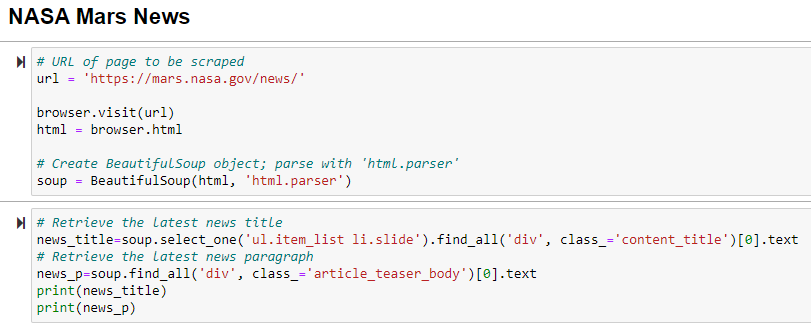 NASA Mars News
# URL of page to be scraped
url = 'https://mars.nasa.gov/news/'
browser.visit(url)
html = browser.html
# Create BeautifulSoup object; parse with 'html.parser'
soup = BeautifulSoup(html, 'html.parser')
# Retrieve the latest news title
news_title=soup.select_one('ul.item_list li.slide').find_all('div', class_='content_title')[0].text
# Retrieve the latest news paragraph
news_p=soup.find_all('div', class_='article_teaser_body')[0].text
print(news_title)
print(news_p)